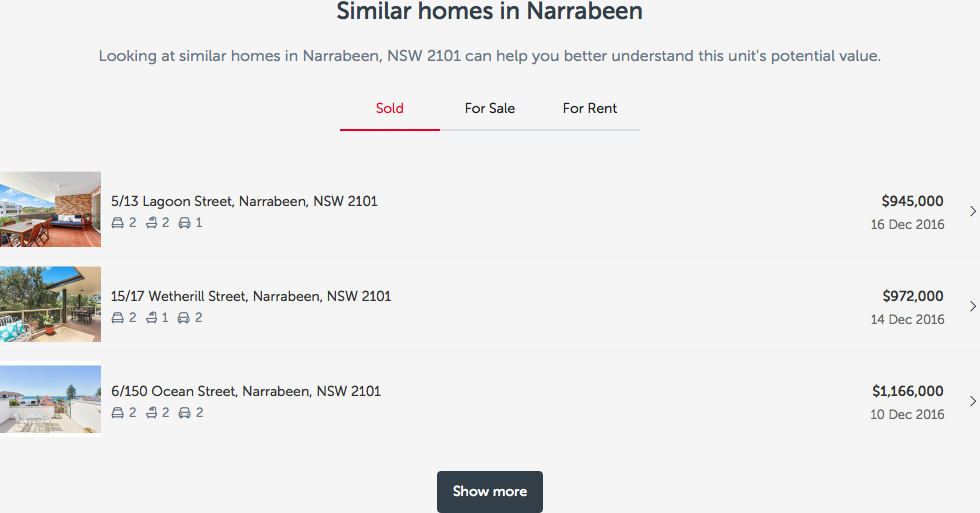 Similar homes in Narrabeen
Looking at similar homes in Narrabeen, NSW 2101 can help you better understand this unit's potential value.
Sold For Sale For Rent
5/13 Lagoon Street, Narrabeen, NSW 2101 $945,000
2 2 1 16 Dec 2016
15/17 Wetherill Street, Narrabeen, NSW 2101 $972,000
2 1 2 14 Dec 2016
6/150 Ocean Street, Narrabeen, NSW 2101 $1,166,000
2 2 2 10 Dec 2016
Show more